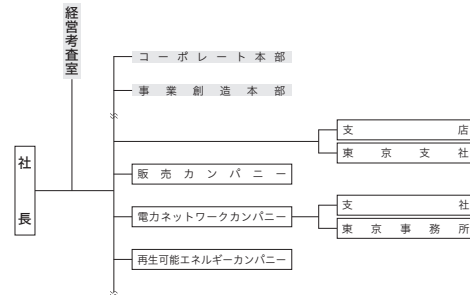 経営考査室
コーポレート本部
事業創造本部
支店
東京支社
社長
販売カンパニー
電力ネットワークカンパニー
支社
東京事務所
再生可能エネルギーカンパニー